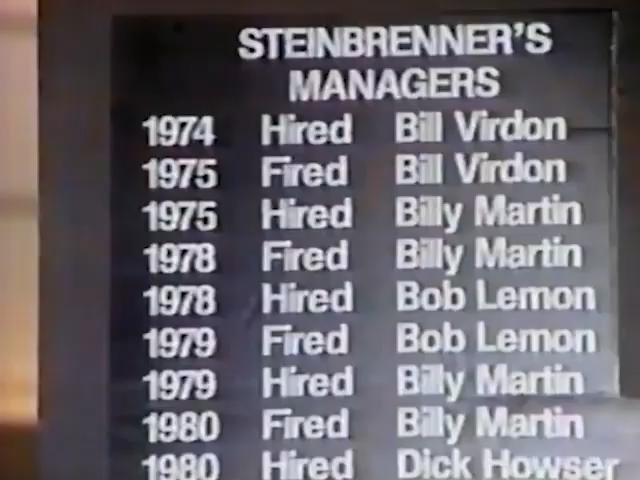 STEINBRENNER'S
MANAGERS
1974 Hired Bill Virdon
1975 Fired Bill Virdon
1975 Hired Billy Martin
1978 Fired Billy Martin
1978 Hired Bob Lemon
1979 Fired Bob Lemon
1979 Hired Billy Martin
1980 Fired Billy Martin
1980 Hired Dick Howser